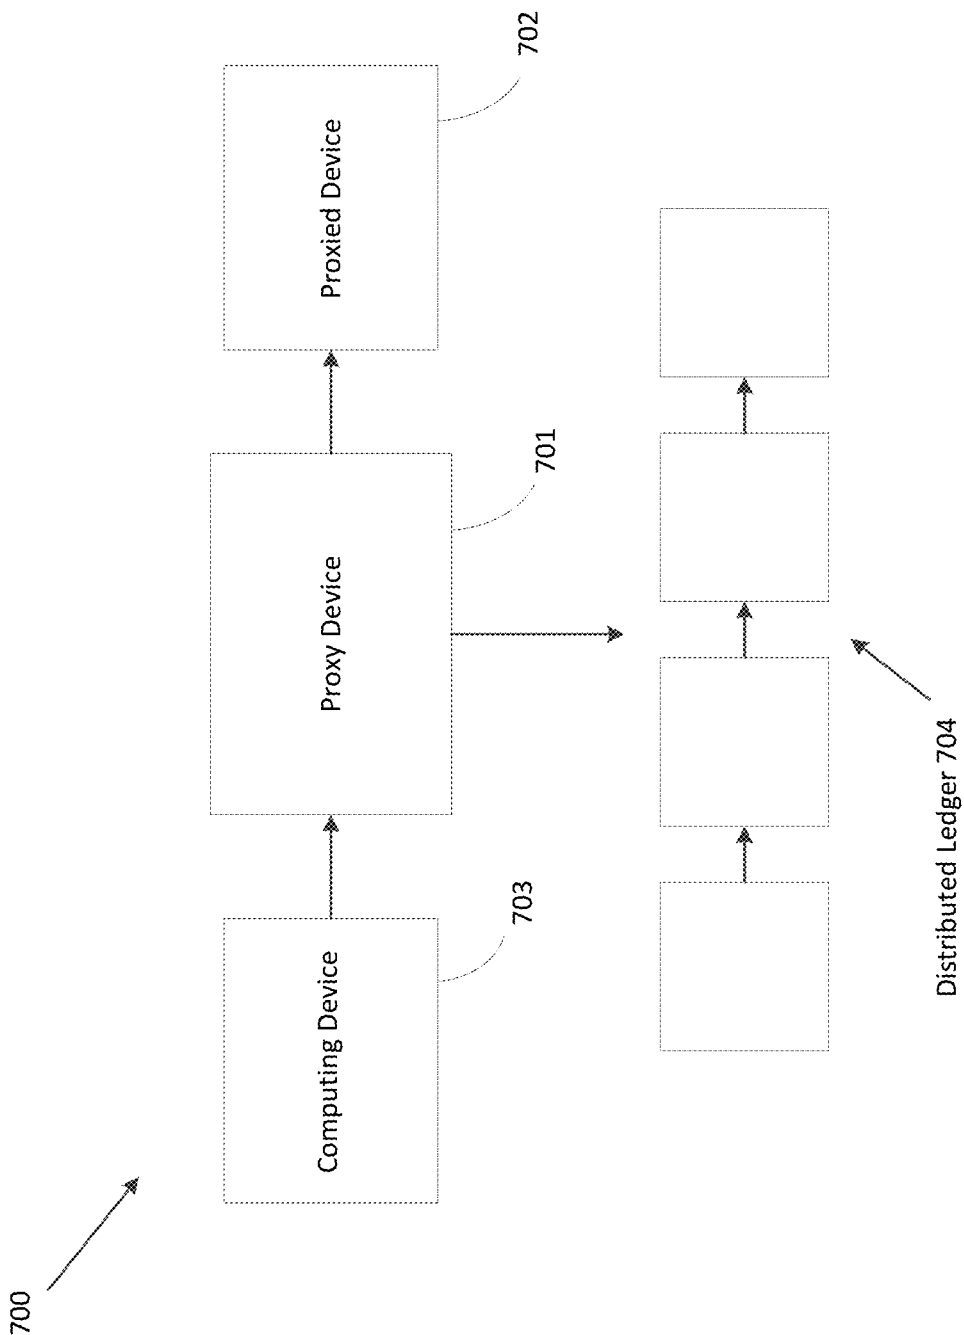 700
Computing Device
703
Proxy Device
701
Proxied Device
702
Distributed Ledger 704